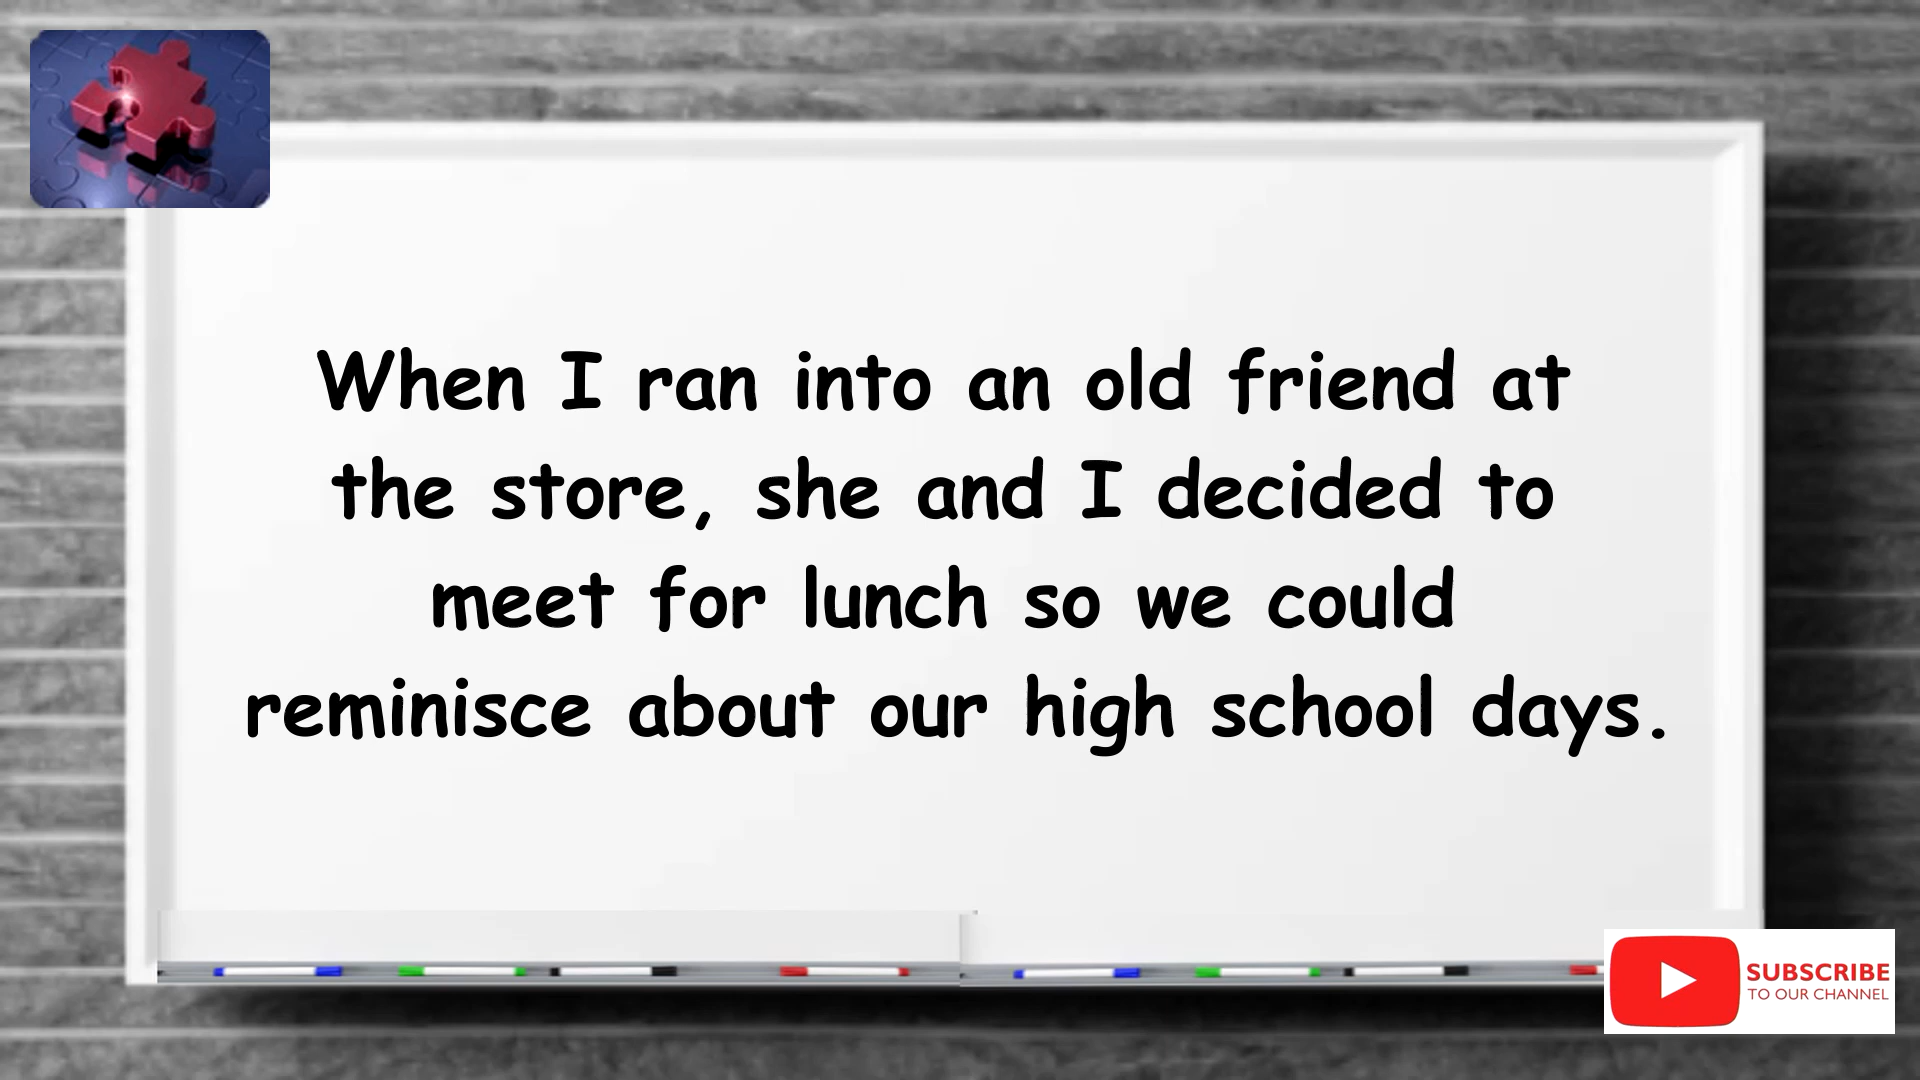 When I ran into an old friend at
the store, she and I decided to
meet for lunch so we could
reminisce about our high school days.
SUBSCRIBE
TO OUR CHANNEL